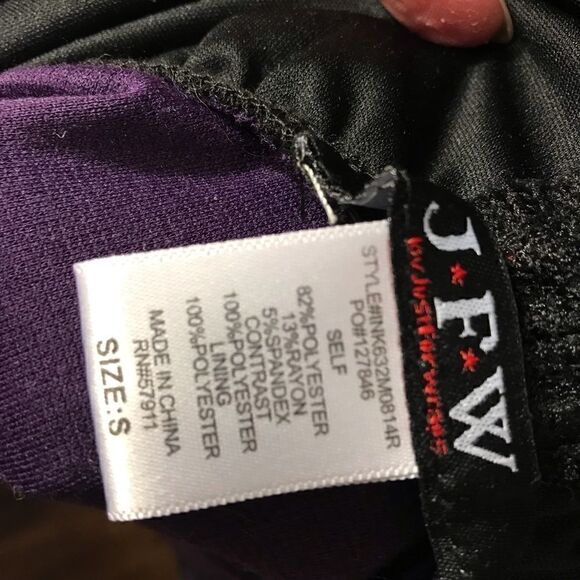 J★F★W
by Just For Wraps
STYLE#INK632M0814R
PO#127846
SELF
82%POLYESTER
13%RAYON
5%SPANDEX
CONTRAST
100%POLYESTER
LINING
100%POLYESTER
MADE IN CHINA
RN#57911
SIZE:S